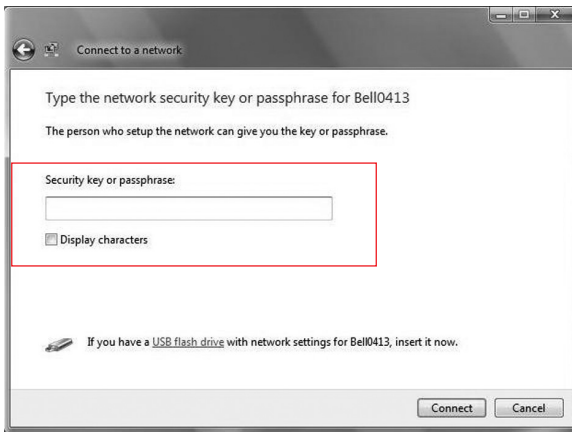 Connect to a network
Type the network security key or passphrase for Bell0413
The person who setup the network can give you the key or passphrase.
Security key or passphrase:
Display characters
If you have a USB flash drive with network settings for Bell0413, insert it now.
Connect Cancel